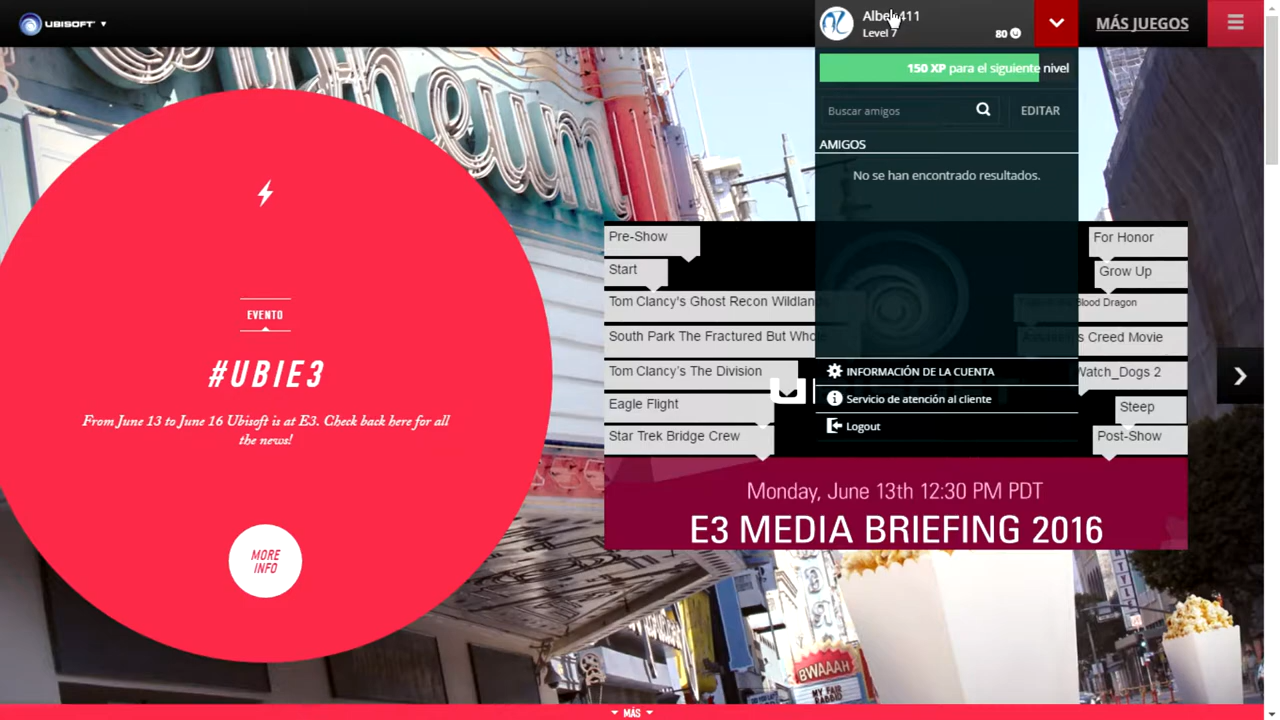 UBISOFT
Level 7
80
MÁS JUEGOS
150 XP para el siguiente nivel
Buscar amigos
EDITAR
AMIGOS
No se han encontrado resultados.
INFORMACIÓN DE LA CUENTA
Servicio de atención al cliente
Logout
EVENTO
#UBIE3
From June 13 to June 16 Ubisoft is at E3. Check back here for all
the news!
MORE
INFO
Pre-Show
Start
Tom Clancy's Ghost Recon Wildlands
South Park The Fractured But Whole
Tom Clancy's The Division
Eagle Flight
Star Trek Bridge Crew
For Honor
Grow Up
Blood Dragon
Creed Movie
Watch_Dogs 2
Steep
Post-Show
Monday, June 13th 12:30 PM PDT
E3 MEDIA BRIEFING 2016
BWAAAH
MY FAIR
MÁS